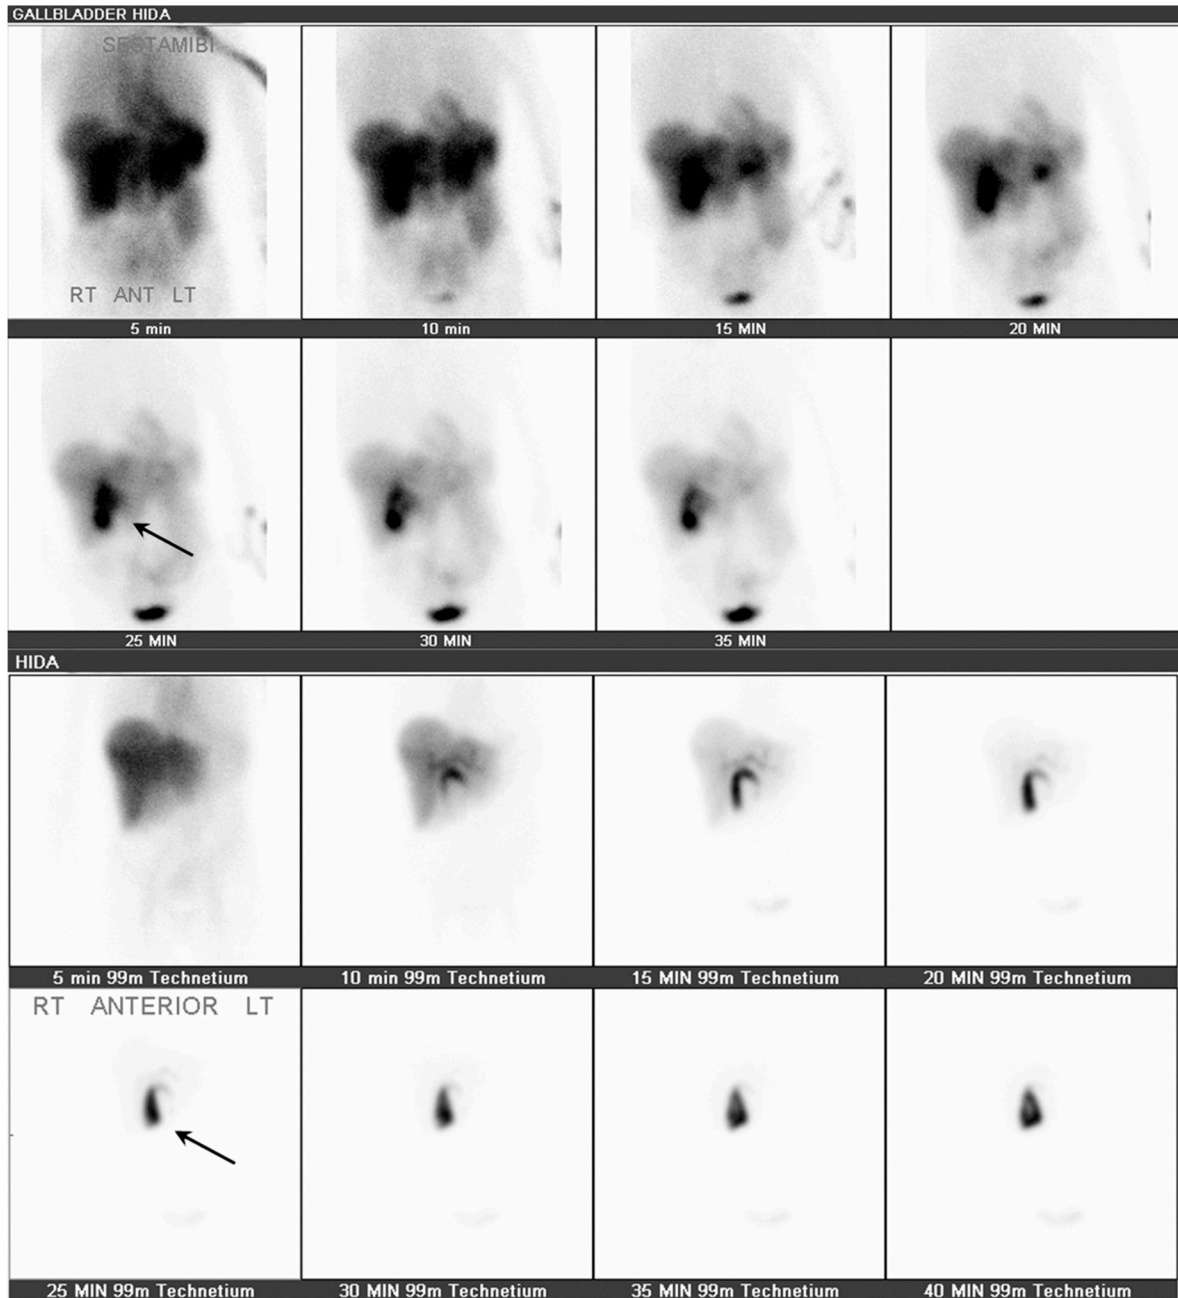 GALLBLADDER HIDA
SESTAMIBI
RT ANT LT
5 min
10 min
15 MIN
20 MIN
25 MIN
30 MIN
35 MIN
HIDA
5 min 99m Technetium
10 min 99m Technetium
15 MIN 99m Technetium
20 MIN 99m Technetium
RT ANTERIOR LT
25 MIN 99m Technetium
30 MIN 99m Technetium
35 MIN 99m Technetium
40 MIN 99m Technetium